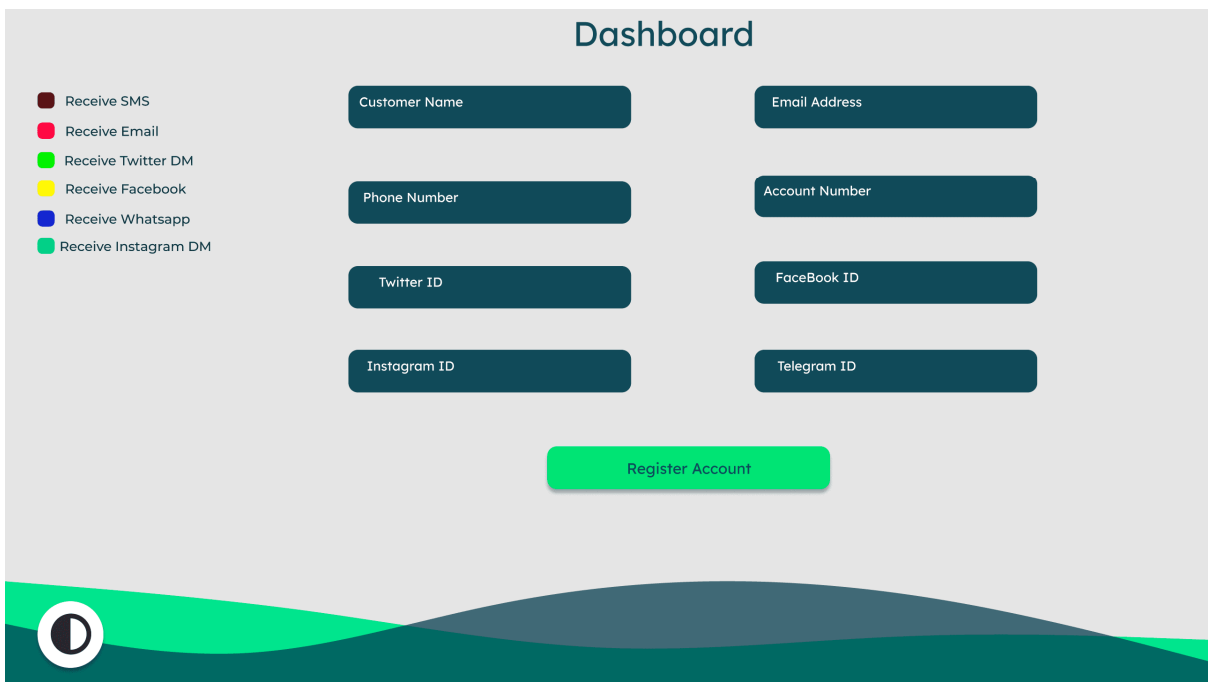 Dashboard
Receive SMS
Receive Email
Receive Twitter DM
Receive Facebook
Receive Whatsapp
Receive Instagram DM
Customer Name
Email Address
Phone Number
Account Number
Twitter ID
FaceBook ID
Instagram ID
Telegram ID
Register Account